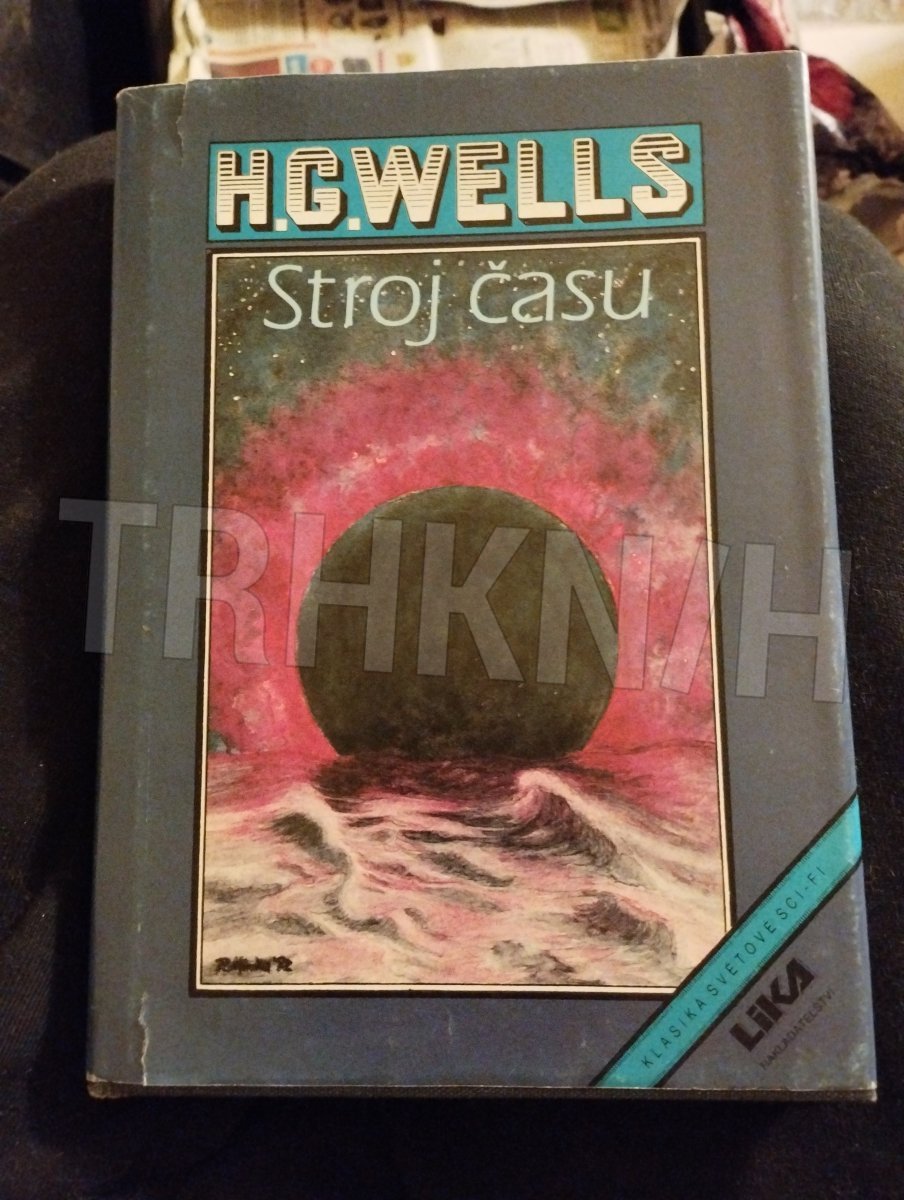 H.G.WELLS
Stroj času
TRHKNIH
KLASIKA SVĚTOVÉ SCI-FI
LiKA
NAKLADATELSTVÍ